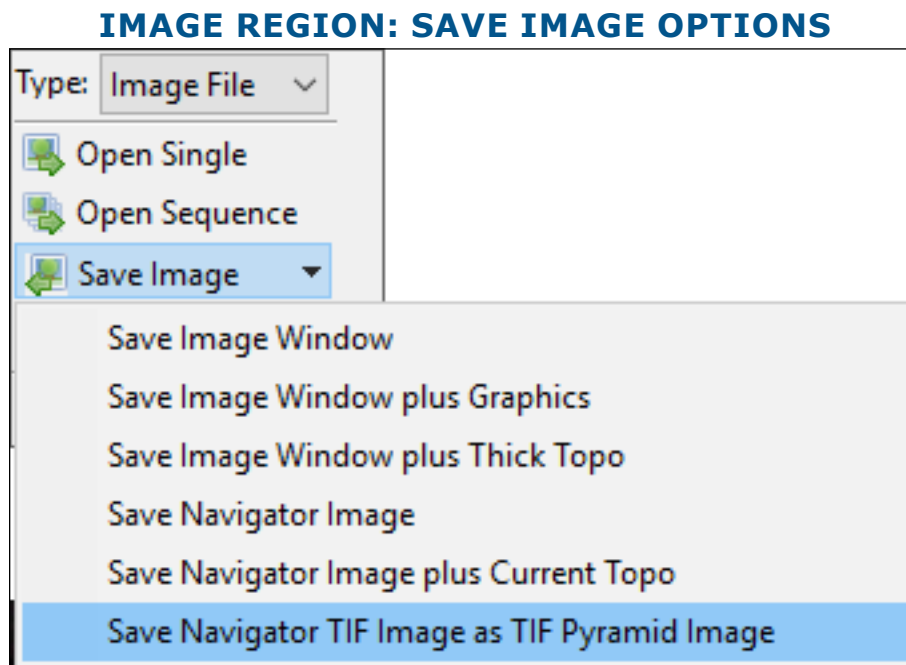 IMAGE REGION: SAVE IMAGE OPTIONS
Type: Image File
Open Single
Open Sequence
Save Image
Save Image Window
Save Image Window plus Graphics
Save Image Window plus Thick Topo
Save Navigator Image
Save Navigator Image plus Current Topo
Save Navigator TIF Image as TIF Pyramid Image